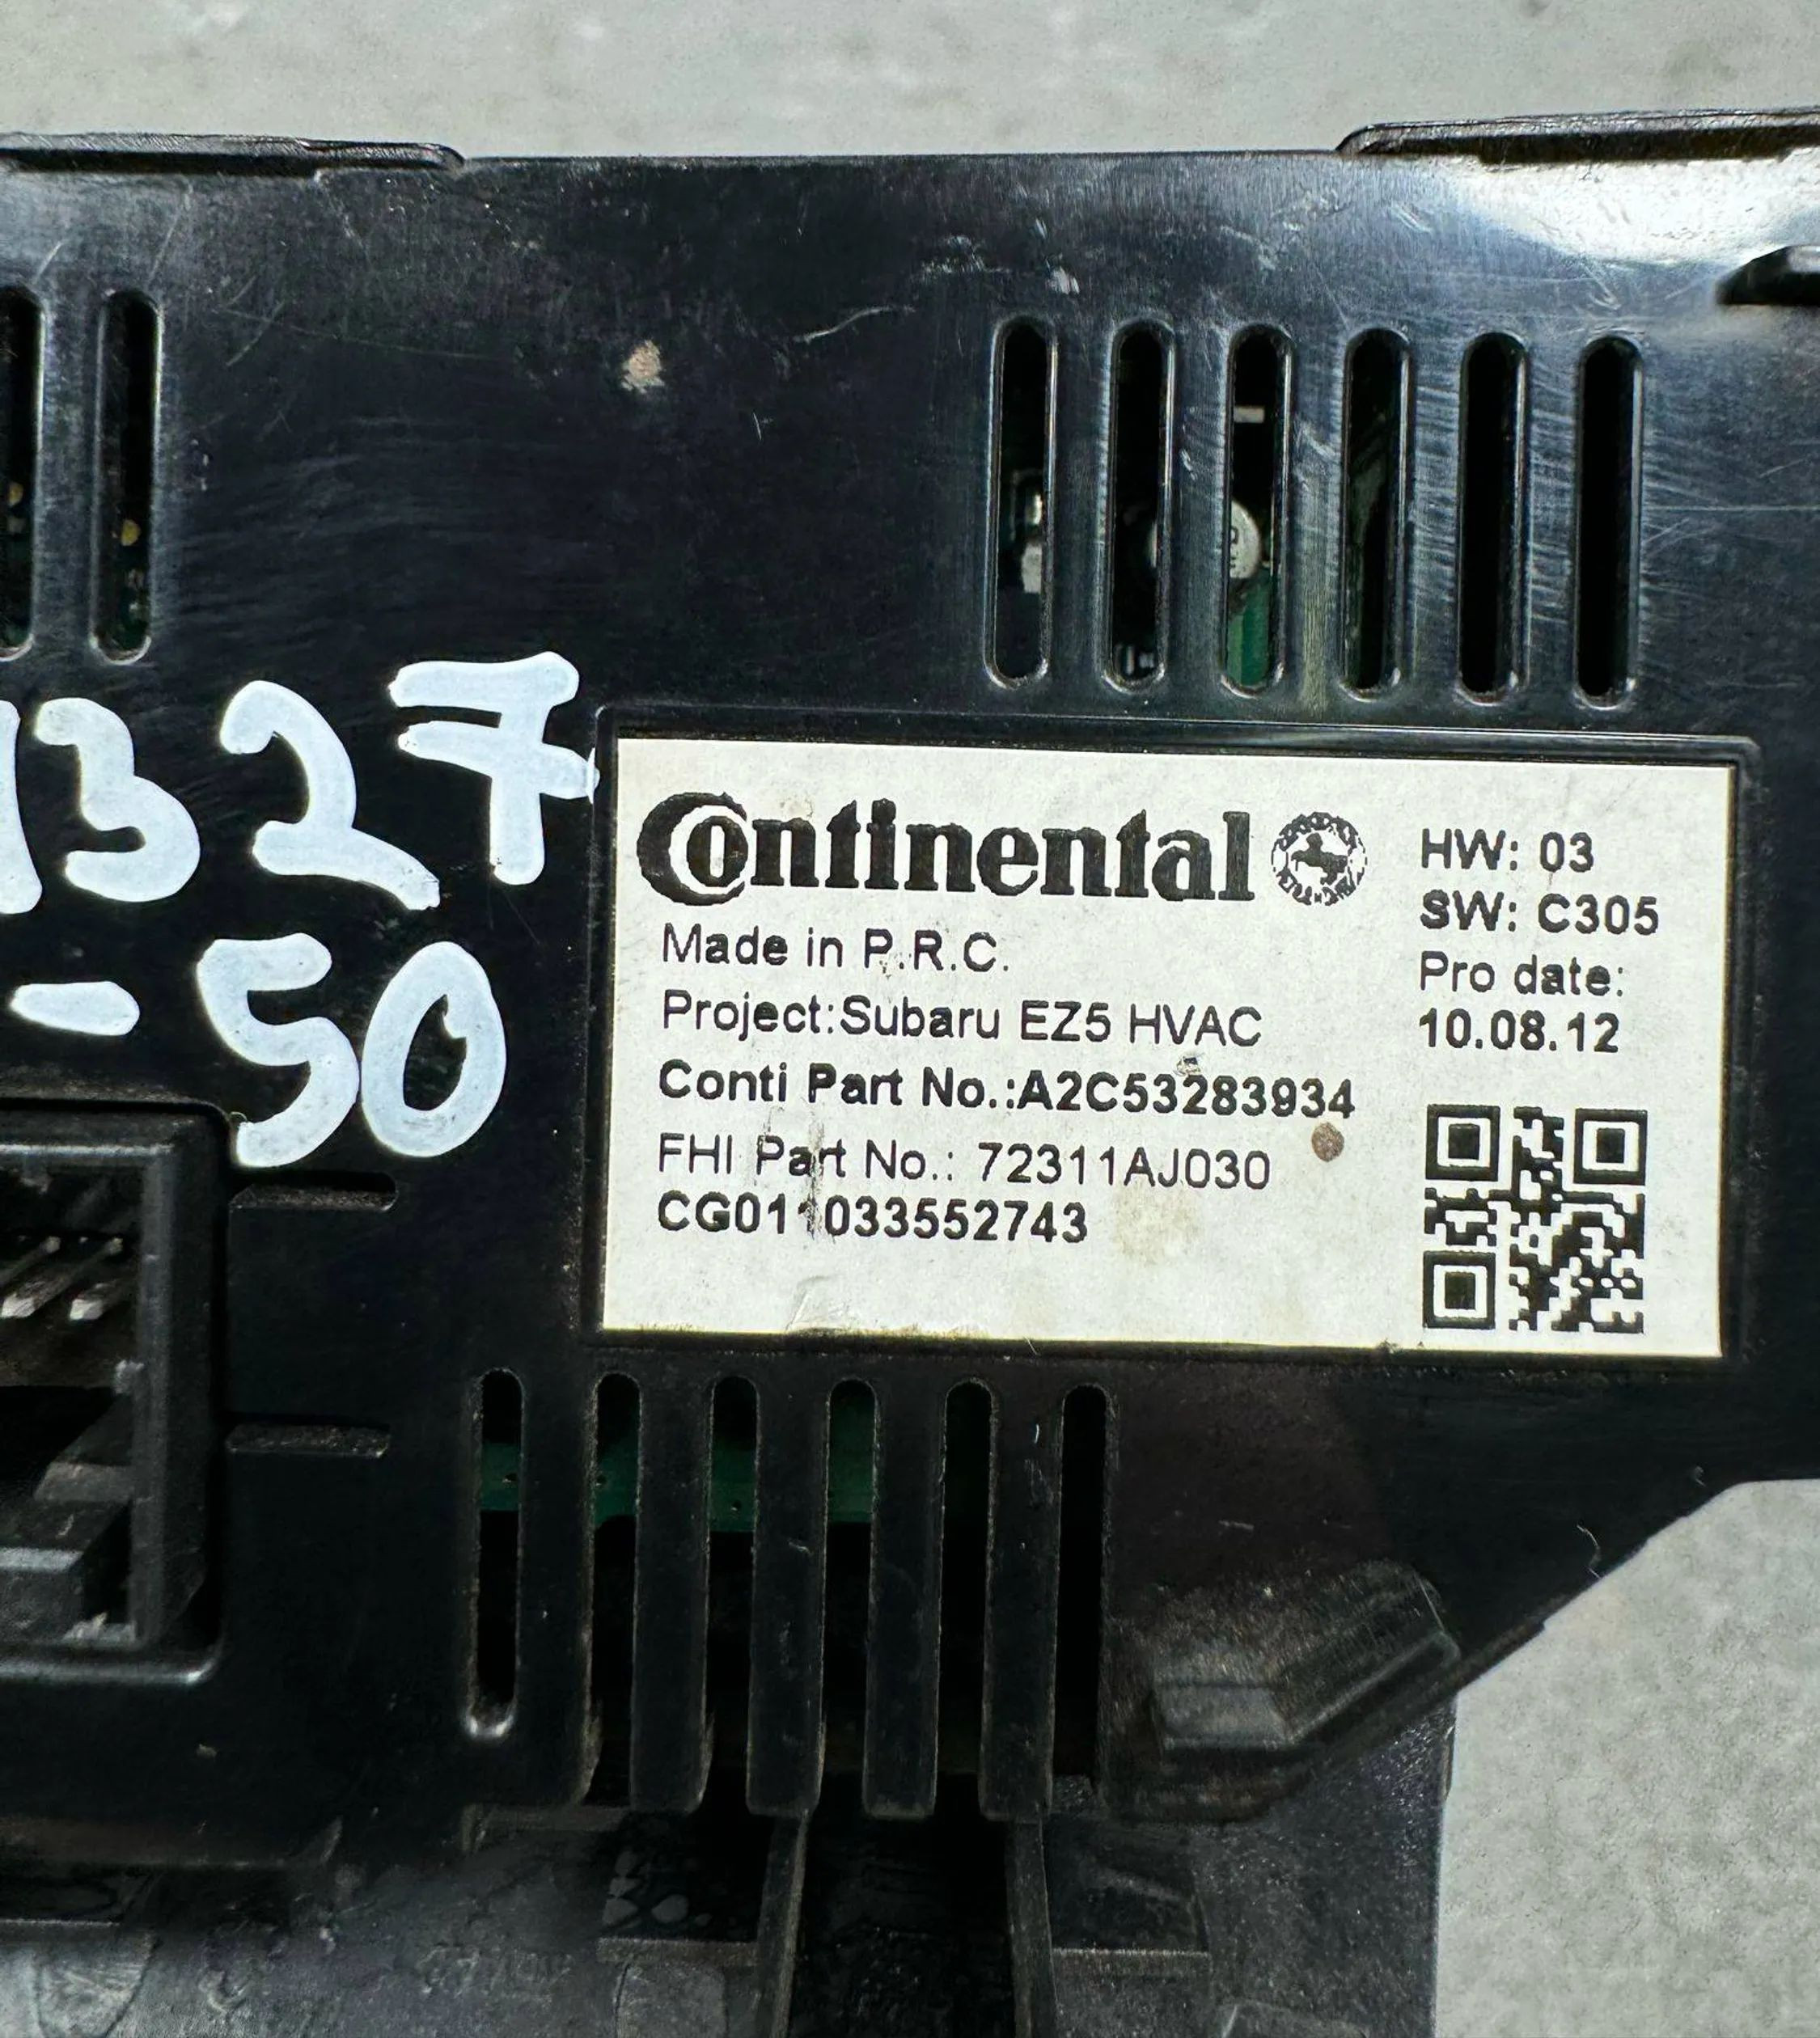 1327
-50
Continental
Made in P.R.C.
Project:Subaru EZ5 HVAC
Conti Part No.:A2C53283934
FHI Part No.: 72311AJ030
CG011033552743
HW: 03
SW: C305
Pro date:
10.08.12